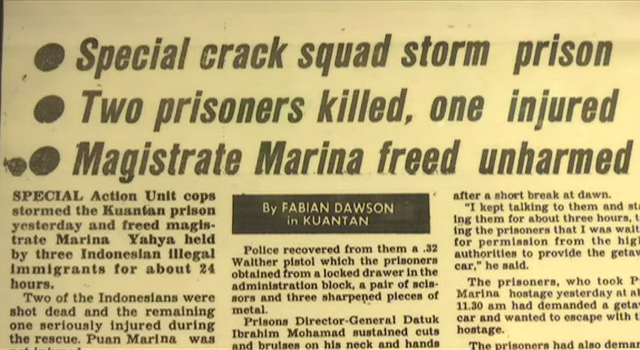 Special crack squad storm prison
Two prisoners killed, one injured
Magistrate Marina freed unharmed
SPECIAL Action Unit cops
stormed the Kuantan prison
yesterday and freed magis-
trate Marina Yahya held
by three Indonesian illegal
immigrants for about 24
hours.
Two of the Indonesians were
shot dead and the remaining
one seriously injured during
the rescue. Puan Marina was
By FABIAN DAWSON
in KUANTAN
Police recovered from them a .32
Walther pistol which the prisoners
obtained from a locked drawer in the
administration block, a pair of scis-
sors and three sharpened pieces of
metal.
Prisons Director-General Datuk
Ibrahim Mohamad sustained cuts
and bruises on his neck and hands
after a short break at dawn.
"I kept talking to them and
ing them for about three hours,
ing the prisoners that I was
for permission from the
authorities to provide the
car," he said.
The prisoners, who took
Marina hostage yesterday at
11.30 am had demanded a
car and wanted to escape with
hostage.
The prisoners had also